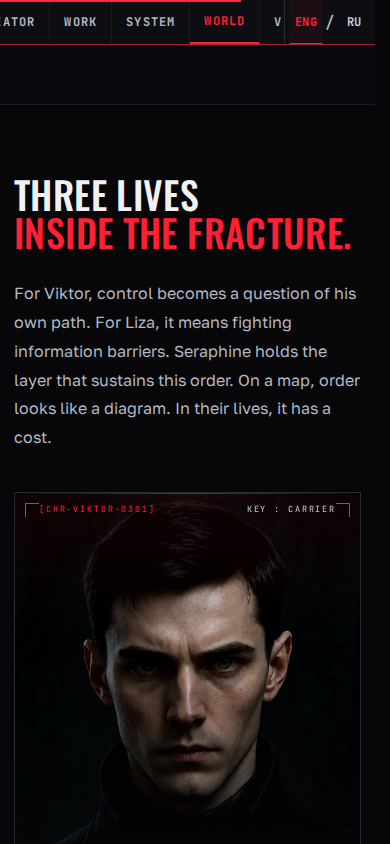 EATOR WORK SYSTEM WORLD V ENG / RU
THREE LIVES
INSIDE THE FRACTURE.
For Viktor, control becomes a question of his
own path. For Liza, it means fighting
information barriers. Seraphine holds the
layer that sustains this order. On a map, order
looks like a diagram. In their lives, it has a
cost.
[CHR-VIKTOR-0301] KEY : CARRIER